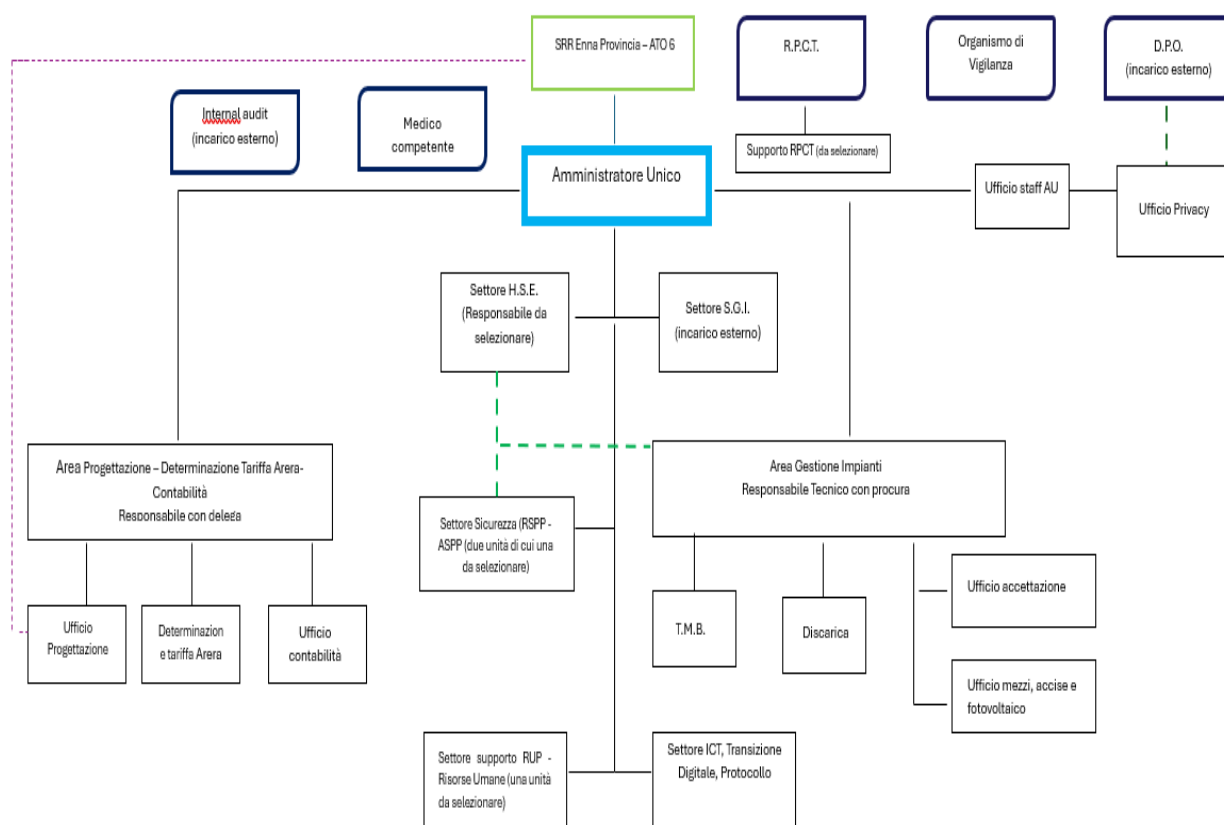 SRR Enna Provincia – ATO 6
R.P.C.T.
Organismo di
Vigilanza
D.P.O.
(incarico esterno)
Internal audit
(incarico esterno)
Medico
competente
Supporto RPCT (da selezionare)
Amministratore Unico
Ufficio staff AU
Ufficio Privacy
Settore H.S.E.
(Responsabile da
selezionare)
Settore S.G.I.
(incarico esterno)
Area Progettazione – Determinazione Tariffa Arera-
Contabilità
Responsabile con delega
Area Gestione Impianti
Responsabile Tecnico con procura
Settore Sicurezza (RSPP -
ASPP (due unità di cui una
da selezionare)
Ufficio
Progettazione
Determinazion
e tariffa Arera
Ufficio
contabilità
T.M.B.
Discarica
Ufficio accettazione
Ufficio mezzi, accise e
fotovoltaico
Settore supporto RUP -
Risorse Umane (una unità
da selezionare)
Settore ICT, Transizione
Digitale, Protocollo